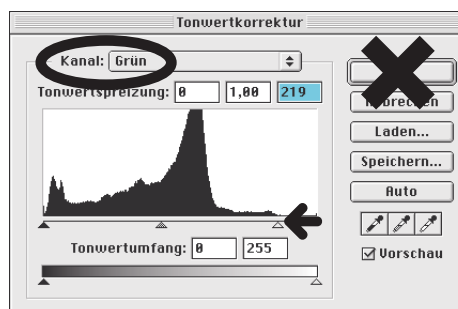 Tonwertkorrektur
Kanal: Grün
Tonwertspreizung: 0 1,00 219
Laden...
Speichern...
Auto
Tonwertumfang: 0 255
Vorschau